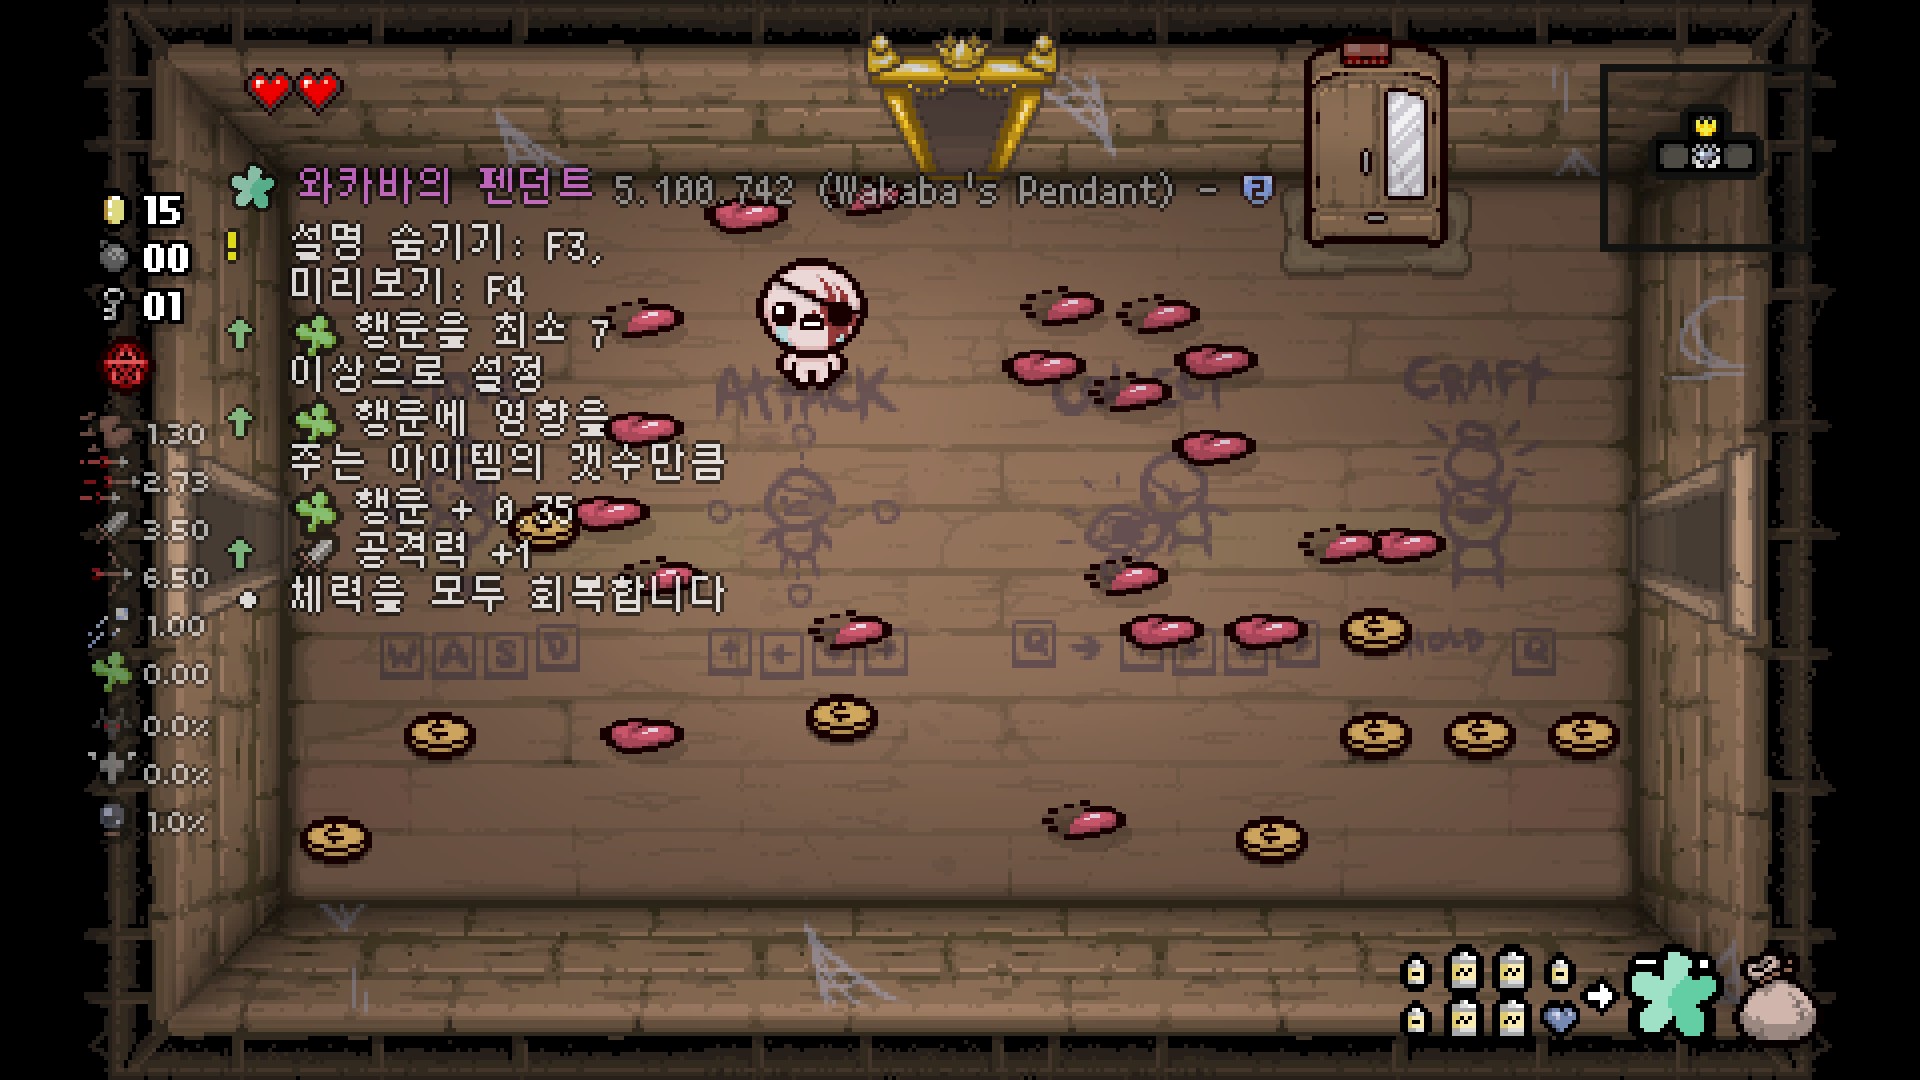 와카바의 펜던트 5.100.742 (Wakaba's Pendant) - 2
15
설명 숨기기: F3,
00
미리보기: F4
01
행운을 최소 7
이상으로 설정
CRAFT
ATTACK
행운에 영향을
1.30
주는 아이템의 갯수만큼
2.73
행운 + 0.35
3.50
공격력 +1
6.50
체력을 모두 회복합니다
1.00
W A S D
Q
HOLD Q
0.00
0.0%
0.0%
1.0%